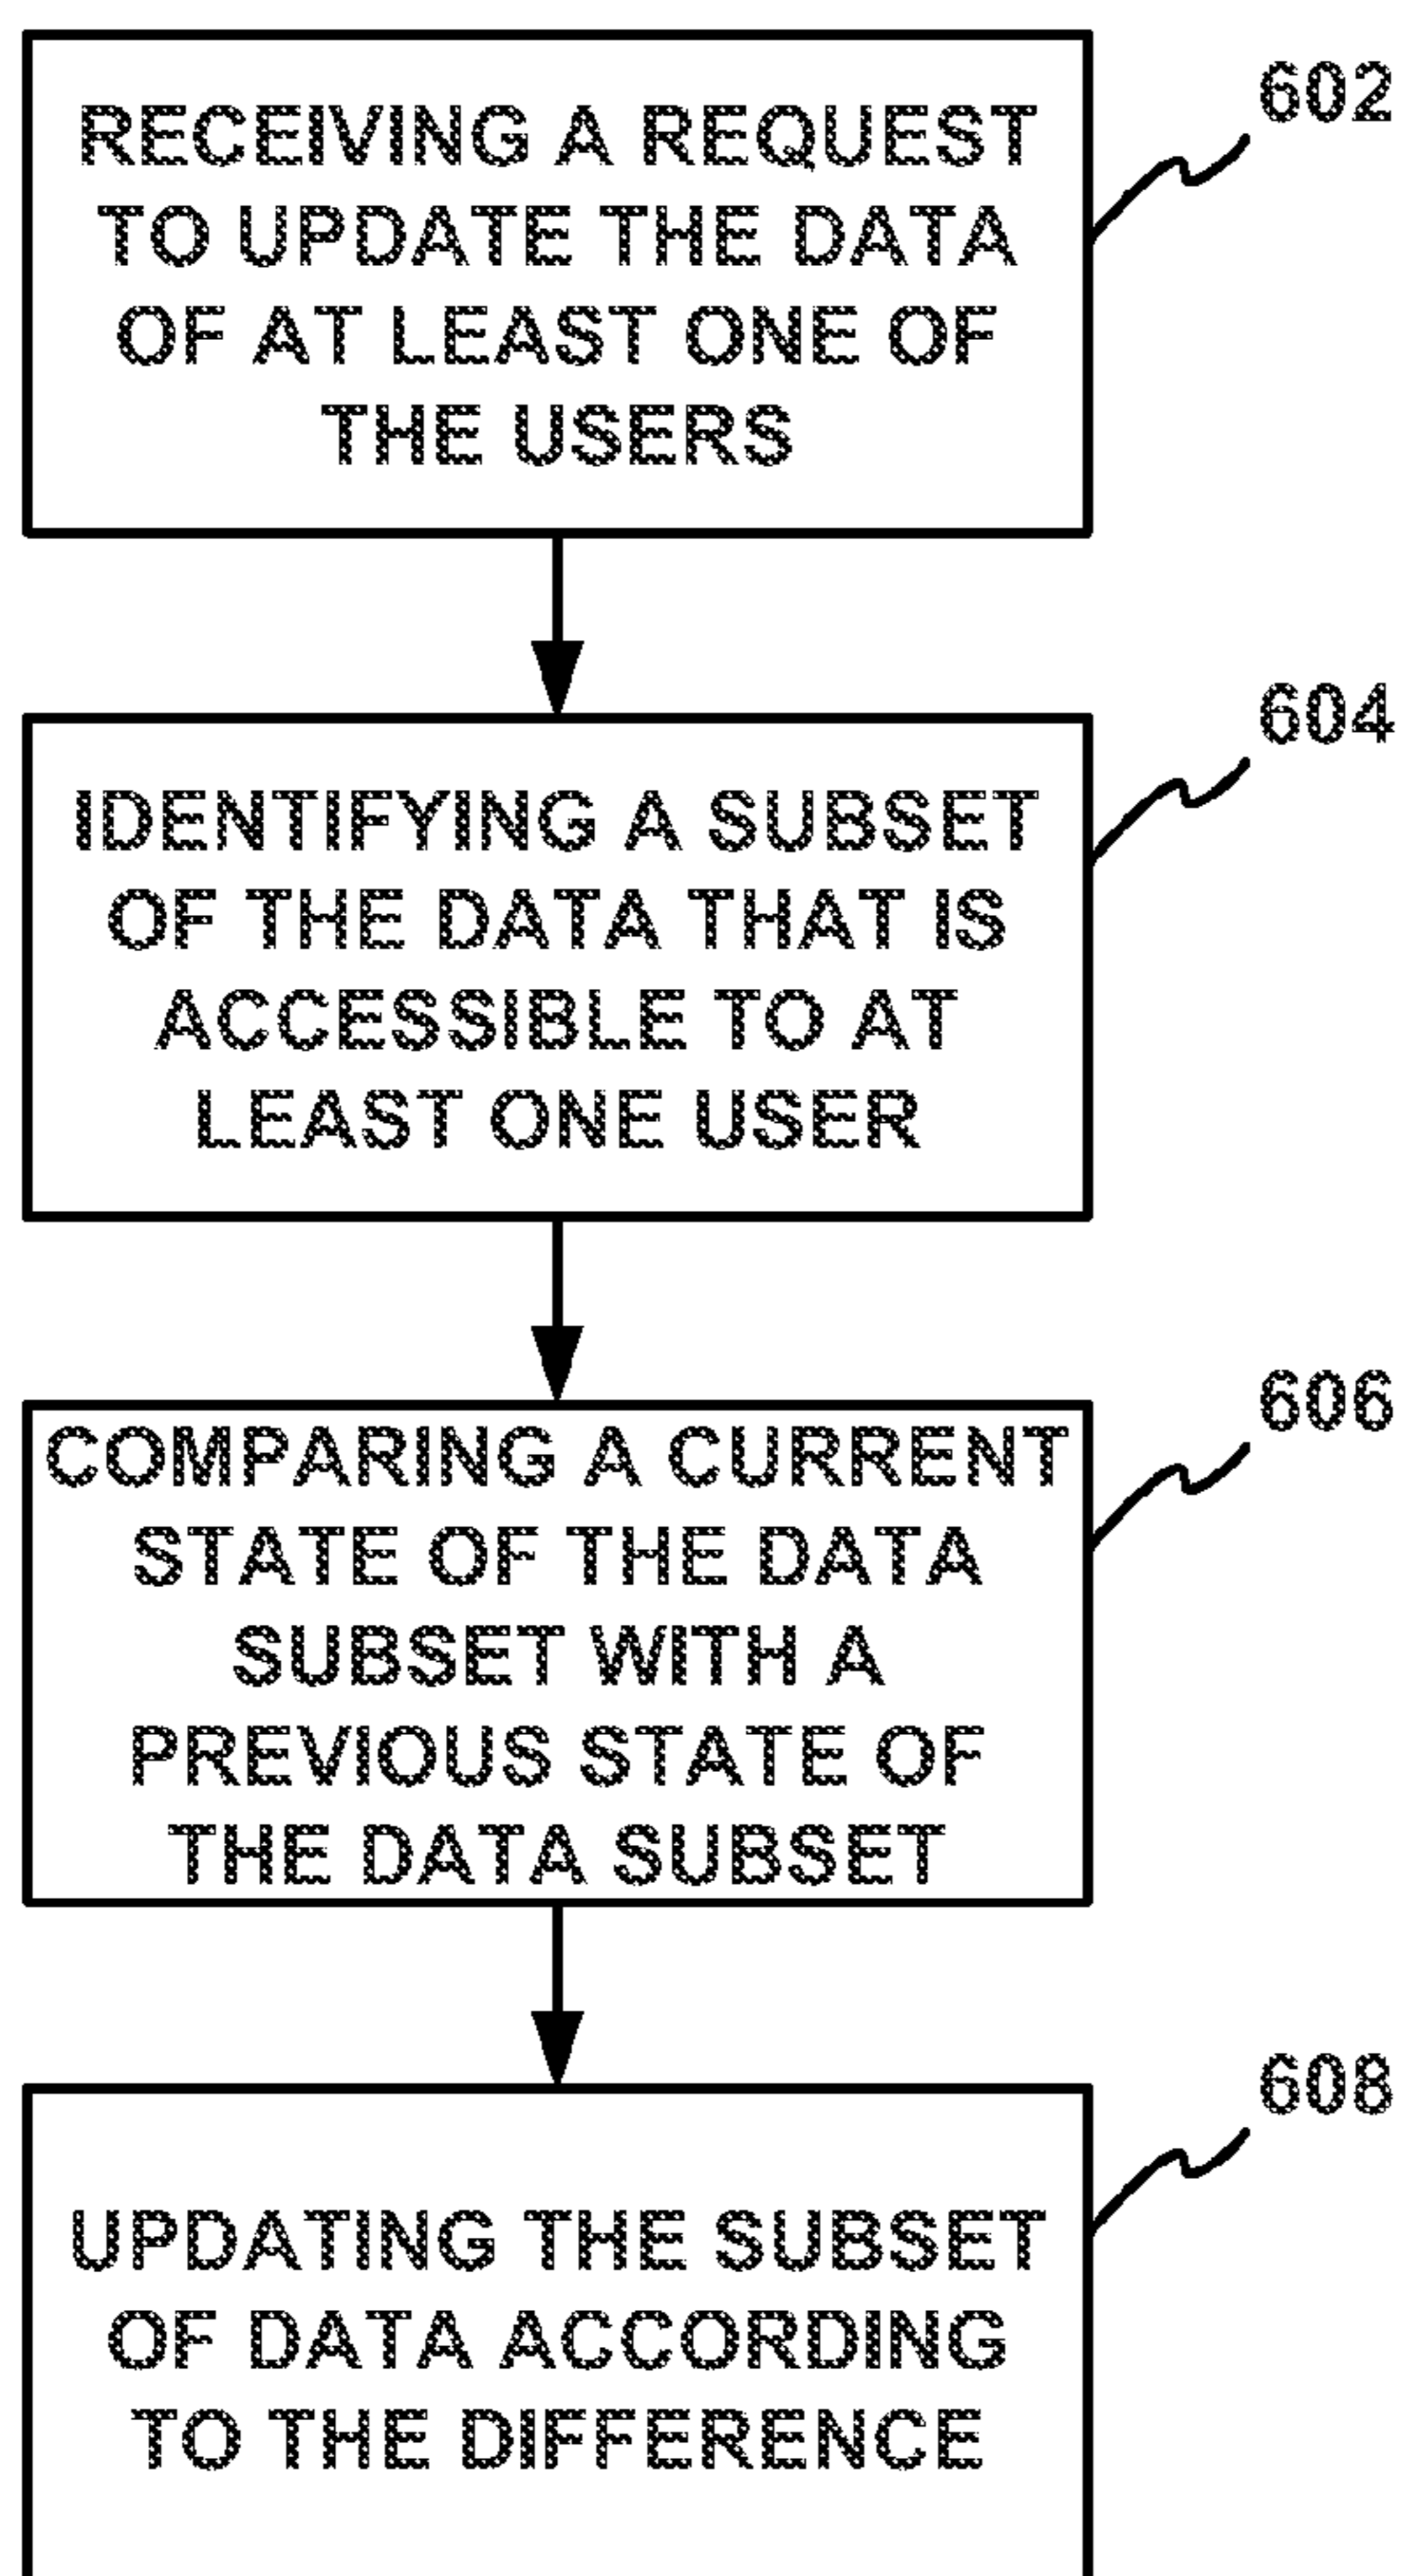 RECEIVING A REQUEST
TO UPDATE THE DATA
OF AT LEAST ONE OF
THE USERS
602
IDENTIFYING A SUBSET
OF THE DATA THAT IS
ACCESSIBLE TO AT
LEAST ONE USER
604
COMPARING A CURRENT
STATE OF THE DATA
SUBSET WITH A
PREVIOUS STATE OF
THE DATA SUBSET
606
UPDATING THE SUBSET
OF DATA ACCORDING
TO THE DIFFERENCE
608